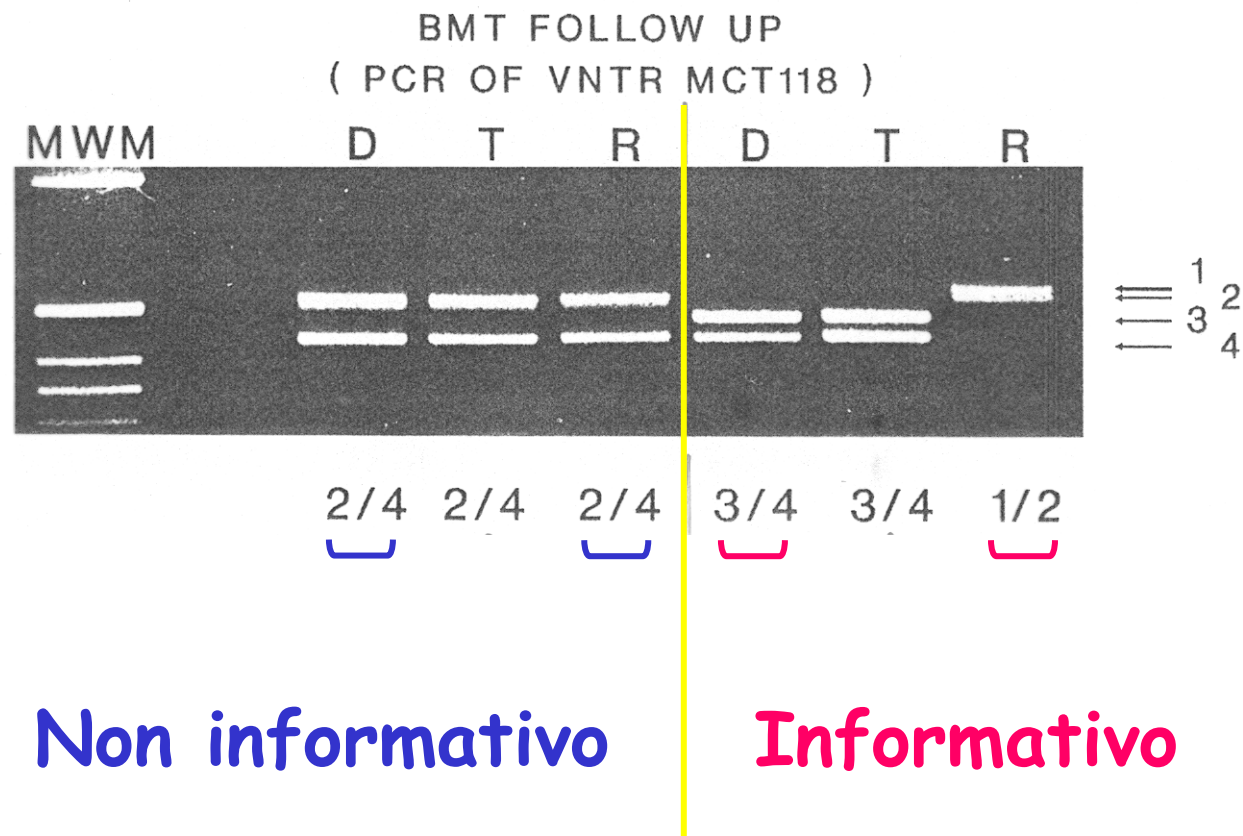 BMT FOLLOW UP
( PCR OF VNTR MCT118 )
MWM D T R D T R
1
2
3
4
2/4 2/4 2/4 3/4 3/4 1/2
Non informativo Informativo